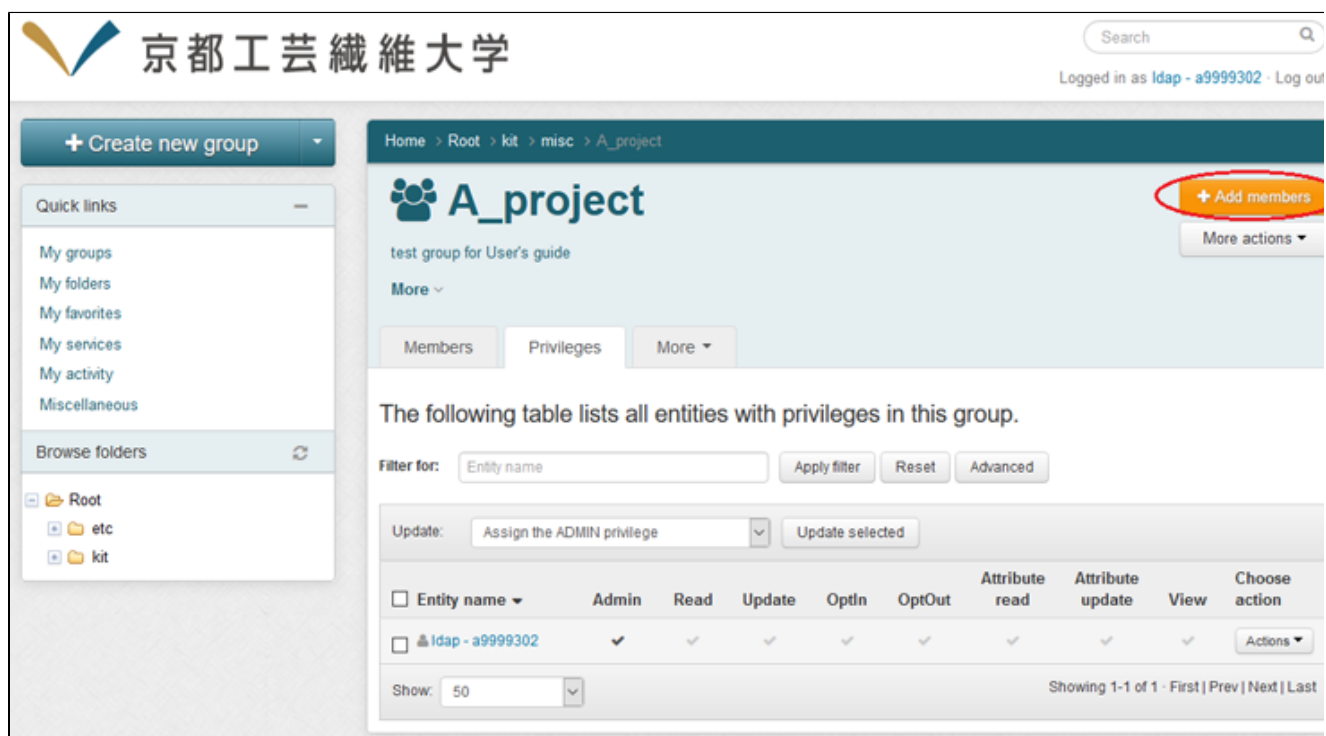 京都工芸繊維大学
Search
Logged in as ldap - a9999302 · Log out
+ Create new group
Quick links
My groups
My folders
My favorites
My services
My activity
Miscellaneous
Browse folders
Root
etc
kit
Home > Root > kit > misc > A_project
A_project
+ Add members
More actions
test group for User's guide
More
Members Privileges More
The following table lists all entities with privileges in this group.
Filter for: Entity name Apply filter Reset Advanced
Update: Assign the ADMIN privilege Update selected
Entity name Admin Read Update OptIn OptOut Attribute read Attribute update View Choose action
ldap - a9999302 Actions
Show: 50 Showing 1-1 of 1 · First | Prev | Next | Last